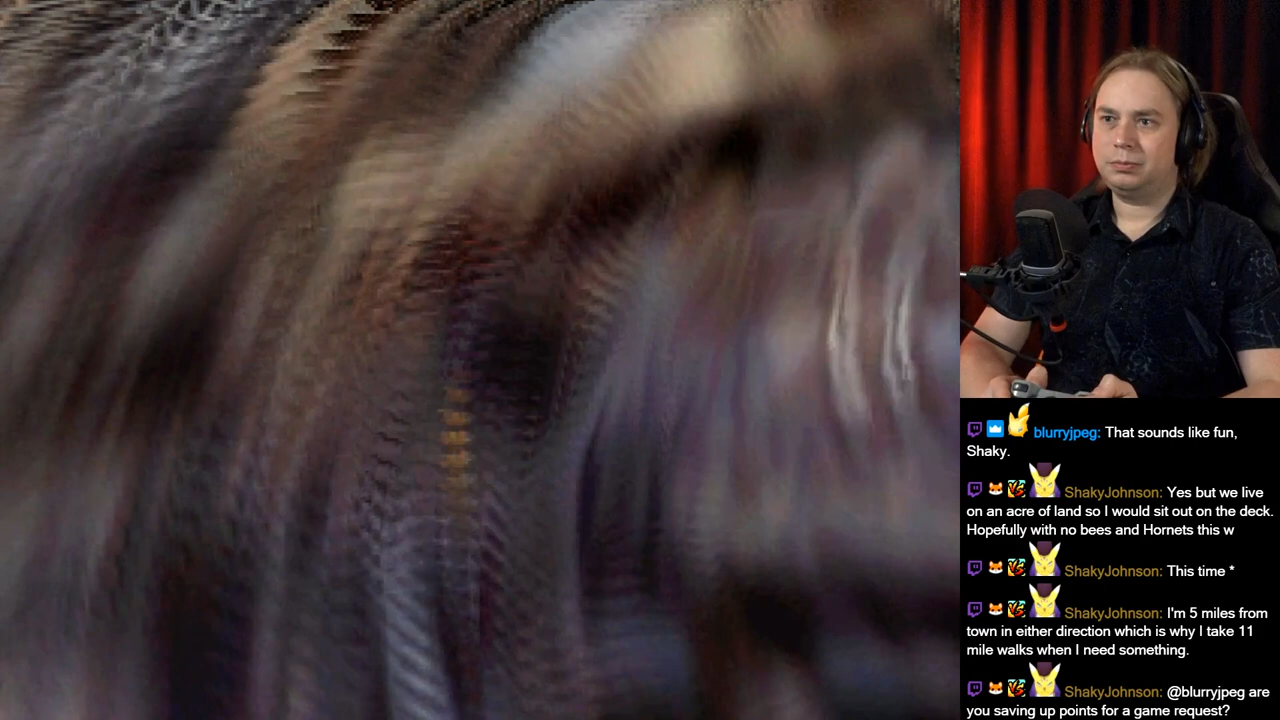 blurryjpeg: That sounds like fun,
Shaky.
ShakyJohnson: Yes but we live
on an acre of land so I would sit out on the deck.
Hopefully with no bees and Hornets this w
ShakyJohnson: This time *
ShakyJohnson: I'm 5 miles from
town in either direction which is why I take 11
mile walks when I need something.
ShakyJohnson: @blurryjpeg are
you saving up points for a game request?